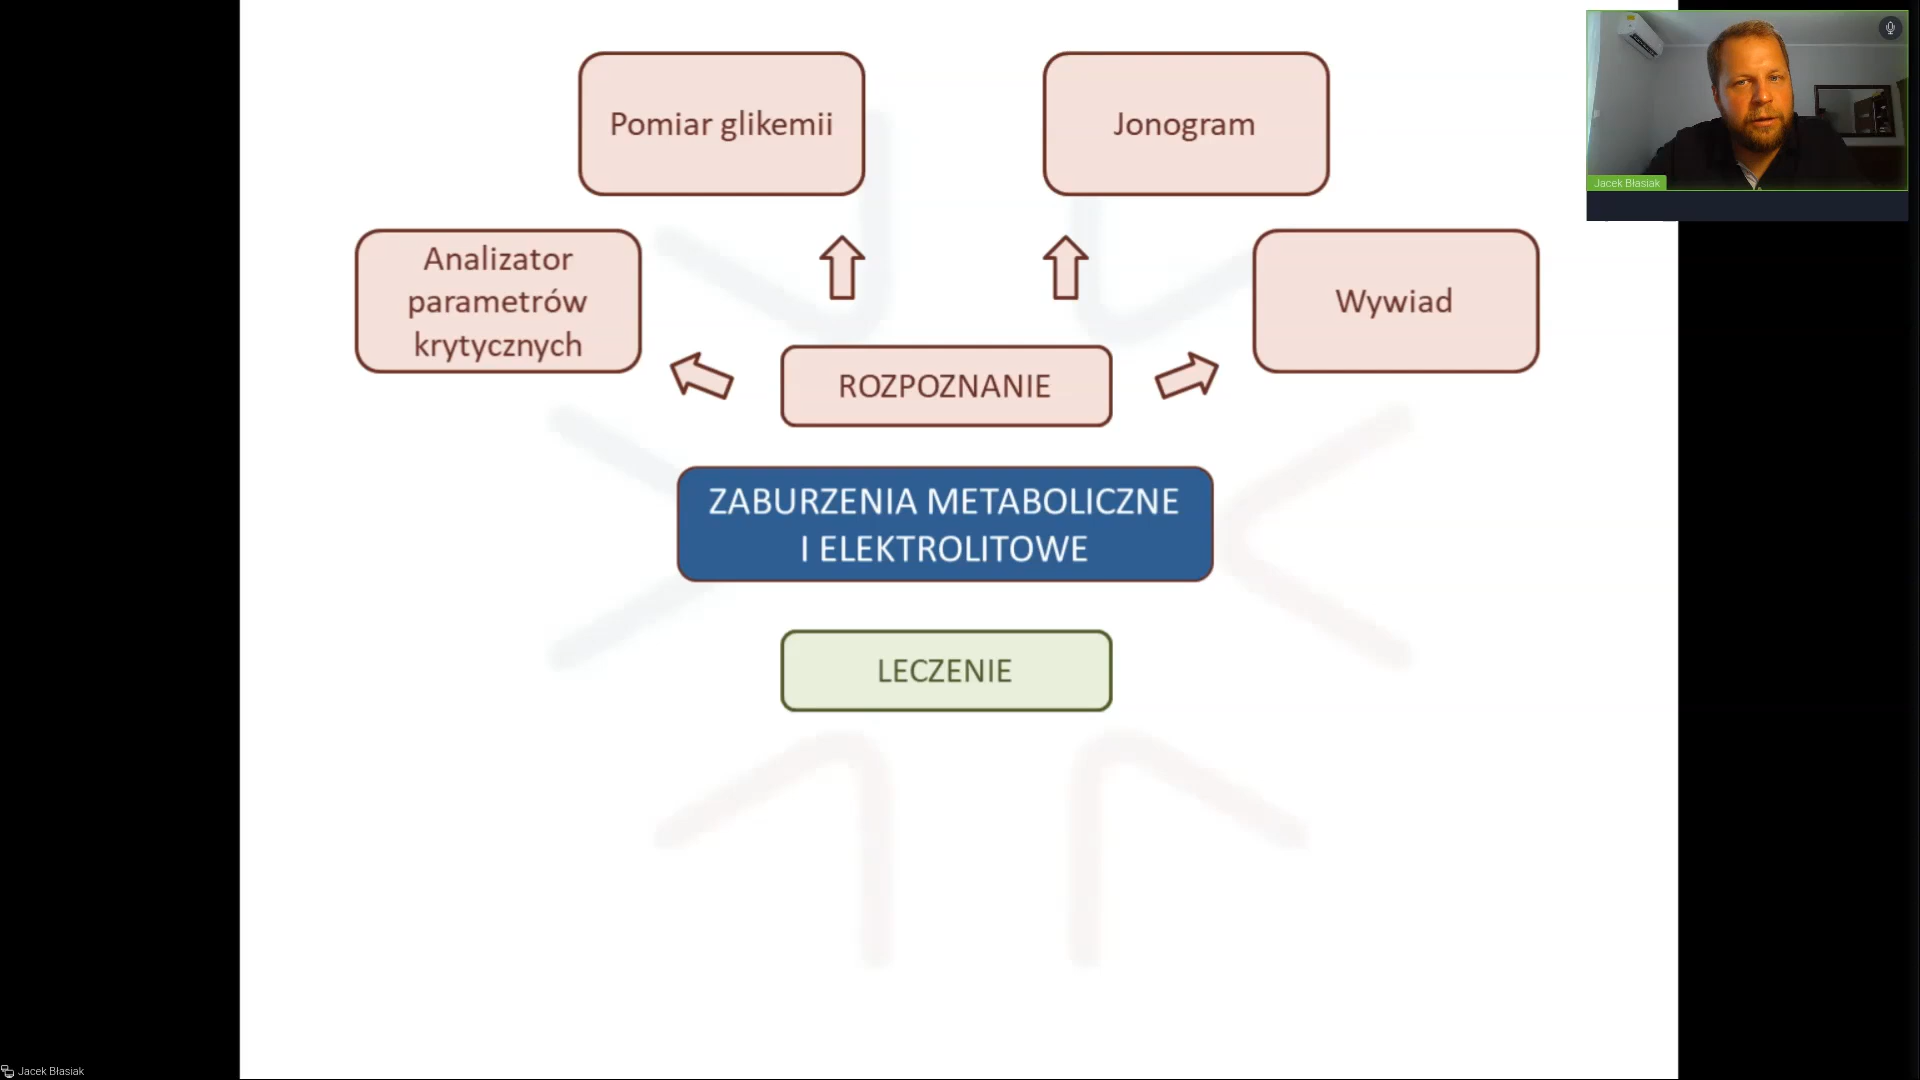 Pomiar glikemii
Jonogram
Jacek Błasiak
Analizator
parametrów
krytycznych
Wywiad
ROZPOZNANIE
ZABURZENIA METABOLICZNE
I ELEKTROLITOWE
LECZENIE
Jacek Błasiak